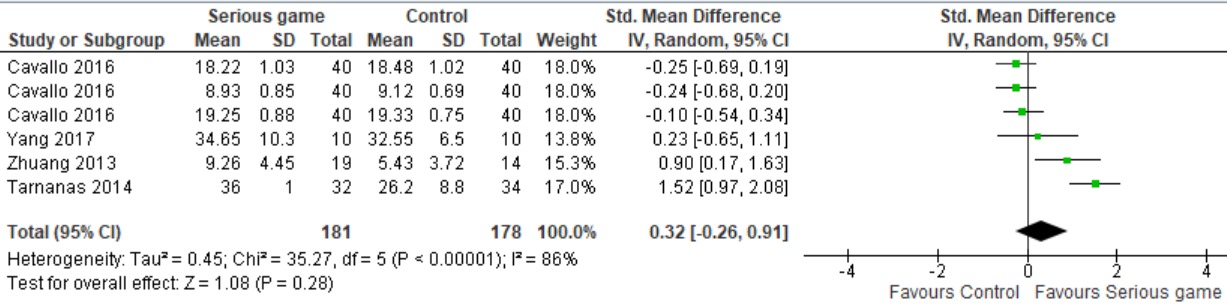 Serious game Control Std. Mean Difference Std. Mean Difference
Study or Subgroup Mean SD Total Mean SD Total Weight IV, Random, 95% CI IV, Random, 95% CI
Cavallo 2016 18.22 1.03 40 18.48 1.02 40 18.0% -0.25 [-0.69, 0.19]
Cavallo 2016 8.93 0.85 40 9.12 0.69 40 18.0% -0.24 [-0.68, 0.20]
Cavallo 2016 19.25 0.88 40 19.33 0.75 40 18.0% -0.10 [-0.54, 0.34]
Yang 2017 34.65 10.3 10 32.55 6.5 10 13.8% 0.23 [-0.65, 1.11]
Zhuang 2013 9.26 4.45 19 5.43 3.72 14 15.3% 0.90 [0.17, 1.63]
Tarnanas 2014 36 1 32 26.2 8.8 34 17.0% 1.52 [0.97, 2.08]
Total (95% CI) 181 178 100.0% 0.32 [-0.26, 0.91]
Heterogeneity: Tau² = 0.45; Chi² = 35.27, df = 5 (P < 0.00001); I² = 86%
Test for overall effect: Z = 1.08 (P = 0.28)
-4 -2 0 2 4
Favours Control Favours Serious game